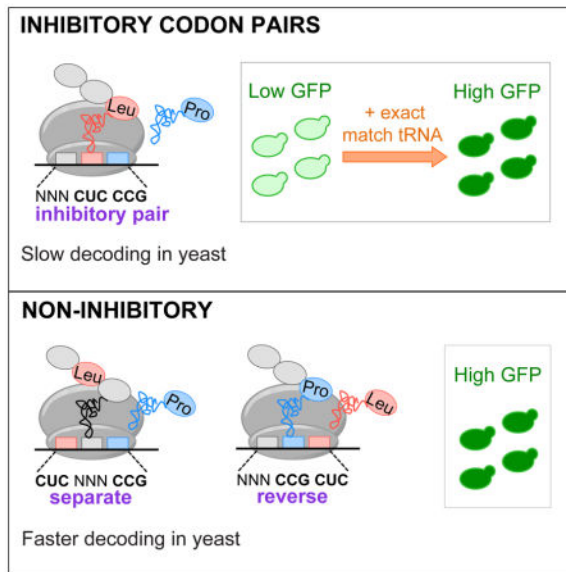 INHIBITORY CODON PAIRS
Leu
Pro
NNN CUC CCG
inhibitory pair
Slow decoding in yeast
Low GFP
+ exact
match tRNA
High GFP
NON-INHIBITORY
Leu
Pro
CUC NNN CCG
separate
Pro
Leu
NNN CCG CUC
reverse
High GFP
Faster decoding in yeast